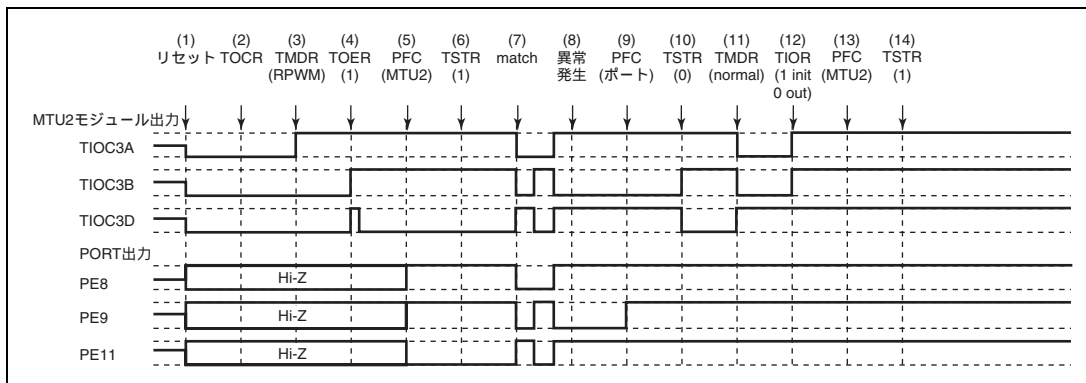 (1) (2) (3) (4) (5) (6) (7) (8) (9) (10) (11) (12) (13) (14)
リセット TOCR TMDR TOER PFC TSTR match 異常 PFC TSTR TMDR TIOR PFC TSTR
(RPWM) (1) (MTU2) (1) 発生 (ポート) (0) (normal) (1 init (MTU2) (1)
0 out)
MTU2モジュール出力
TIOC3A
TIOC3B
TIOC3D
PORT出力
PE8 Hi-Z
PE9 Hi-Z
PE11 Hi-Z